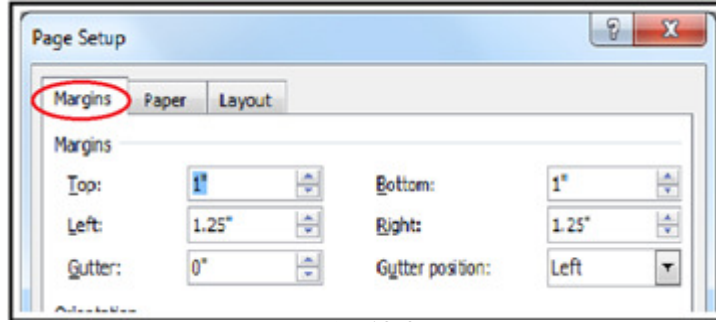 Page Setup
Margins Paper Layout
Margins
Top: 1" Bottom: 1"
Left: 1.25" Right: 1.25"
Gutter: 0" Gutter position: Left